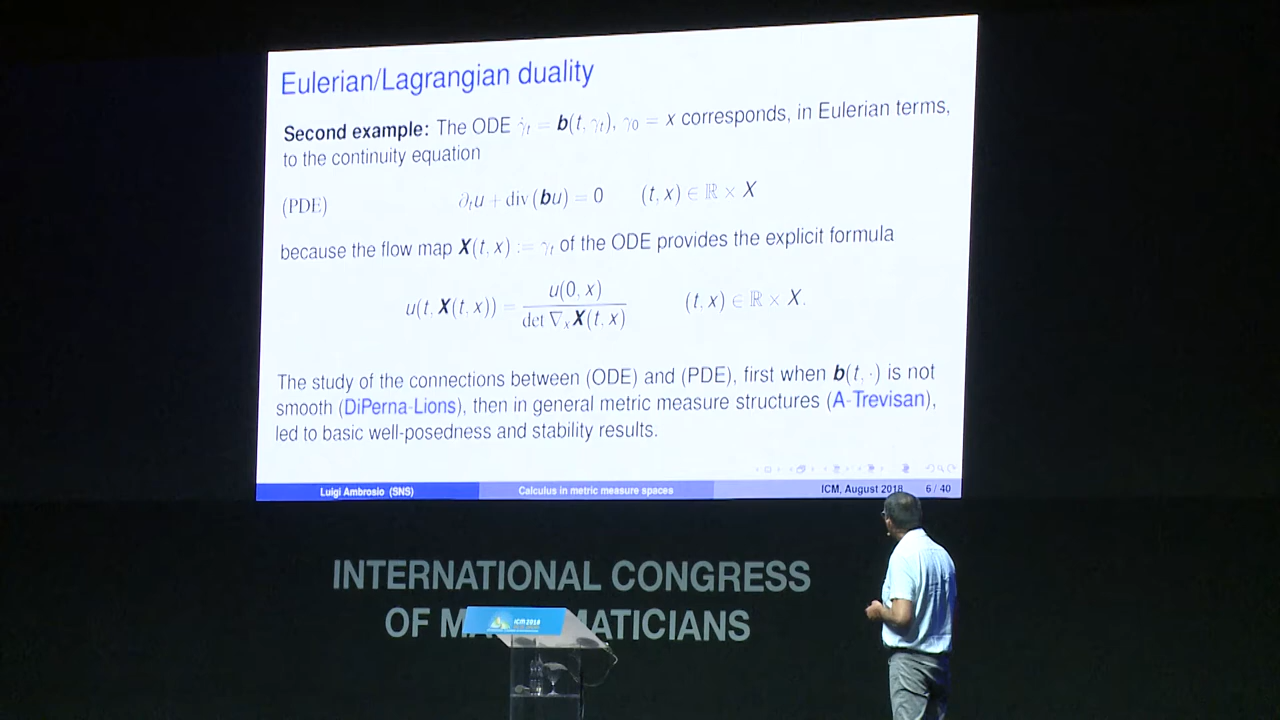 Eulerian/Lagrangian duality
Second example: The ODE γ̇ₜ = b(t, γₜ), γ₀ = x corresponds, in Eulerian terms,
to the continuity equation
(PDE) ∂ₜu + div (bu) = 0 (t, x) ∈ ℝ × X
because the flow map X(t, x) := γₜ of the ODE provides the explicit formula
u(t, X(t, x)) = u(0, x) / det ∇ₓX(t, x) (t, x) ∈ ℝ × X.
The study of the connections between (ODE) and (PDE), first when b(t, ·) is not
smooth (DiPerna-Lions), then in general metric measure structures (A-Trevisan),
led to basic well-posedness and stability results.
Luigi Ambrosio (SNS) Calculus in metric measure spaces ICM, August 2018 6 / 40
INTERNATIONAL CONGRESS
OF MATICIANS
ICM 2018